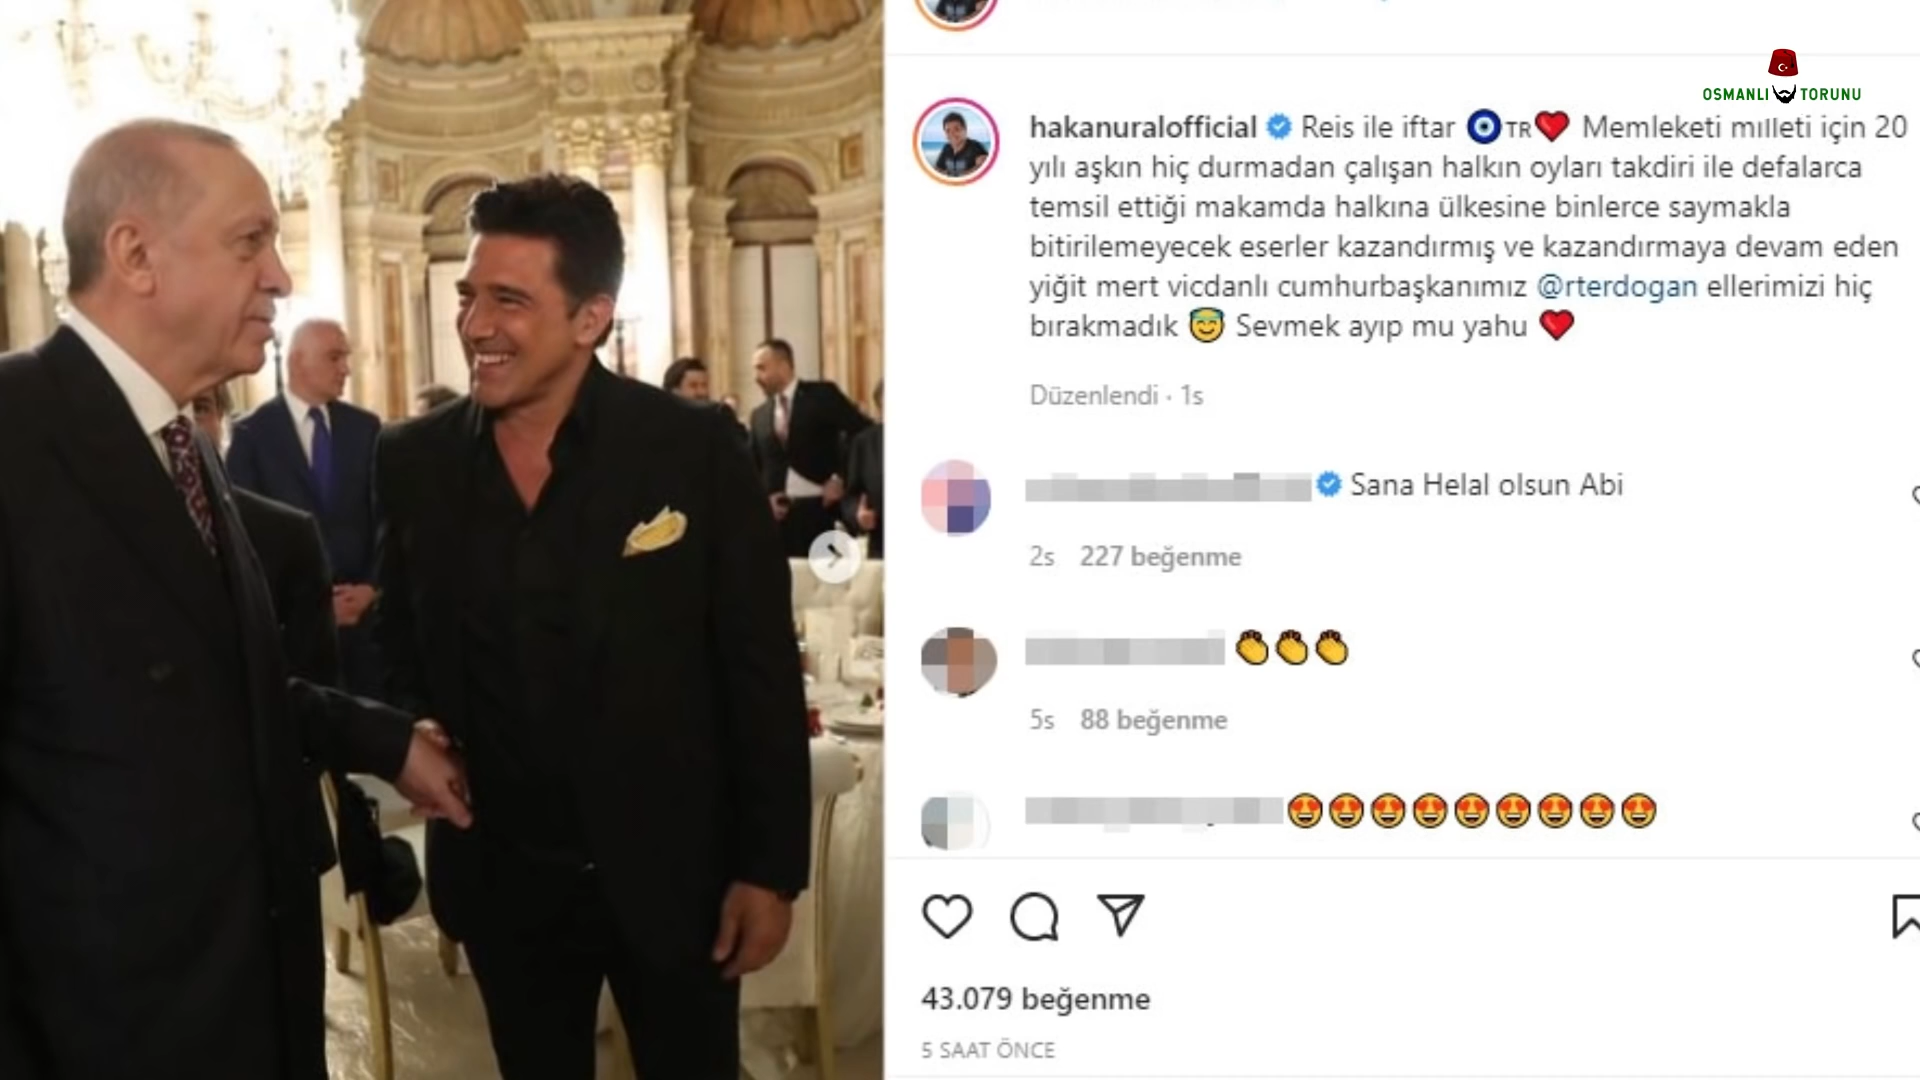 OSMANLI TORUNU
hakanuralofficial Reis ile iftar 🧿TR❤️ Memleketi milleti için 20
yılı aşkın hiç durmadan çalışan halkın oyları takdiri ile defalarca
temsil ettiği makamda halkına ülkesine binlerce saymakla
bitirilemeyecek eserler kazandırmış ve kazandırmaya devam eden
yiğit mert vicdanlı cumhurbaşkanımız @rterdogan ellerimizi hiç
bırakmadık 😇 Sevmek ayıp mu yahu ❤️
Düzenlendi · 1s
Sana Helal olsun Abi
2s 227 beğenme
👏👏👏
5s 88 beğenme
😍😍😍😍😍😍😍😍😍
43.079 beğenme
5 SAAT ÖNCE